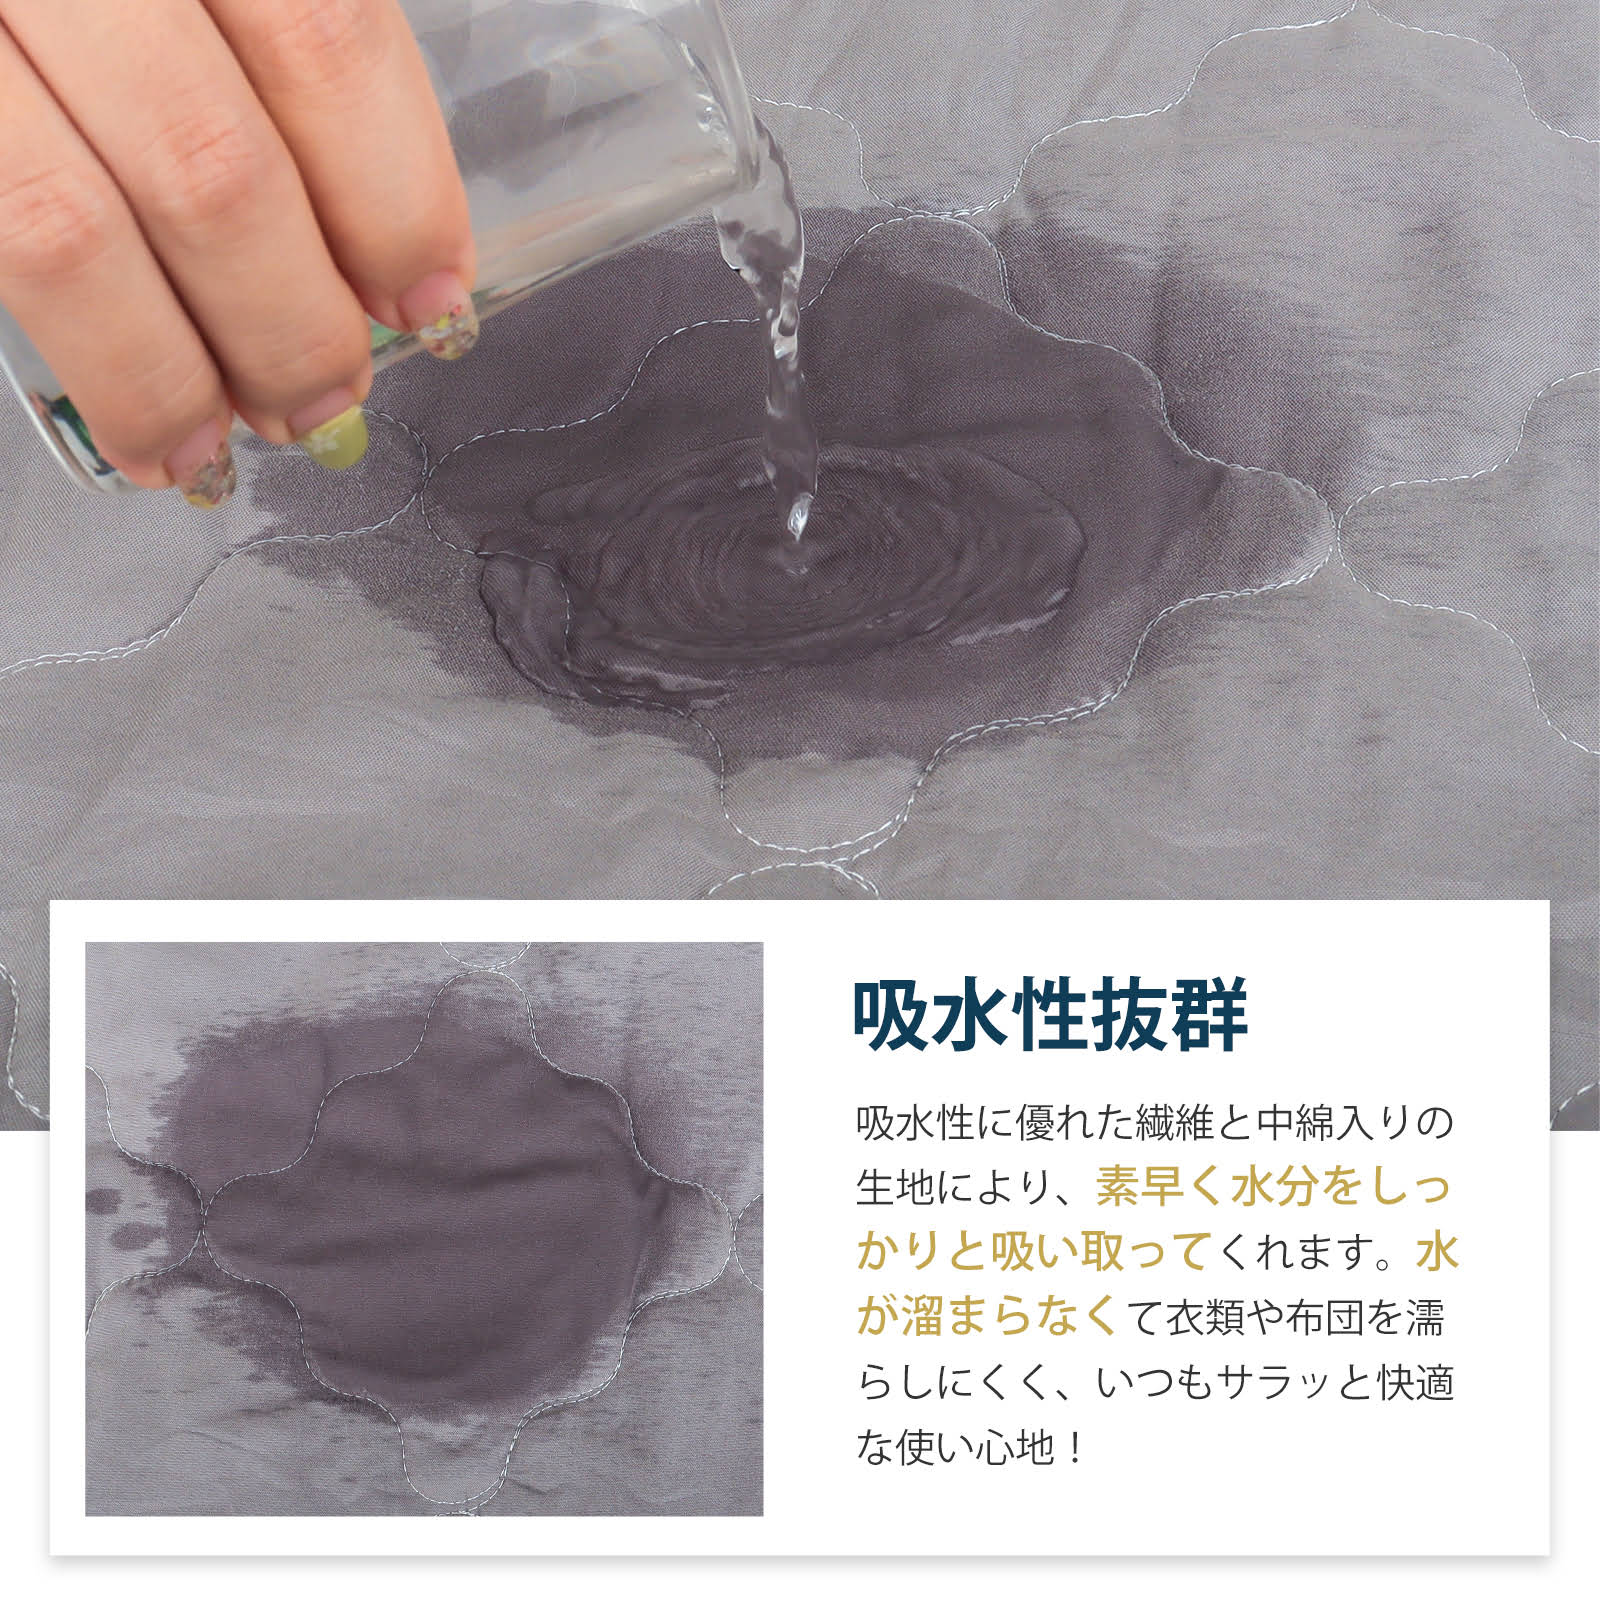 吸水性抜群
吸水性に優れた繊維と中綿入りの
生地により、素早く水分をしっ
かりと吸い取ってくれます。水
が溜まらなくて衣類や布団を濡
らしにくく、いつもサラッと快適
な使い心地！